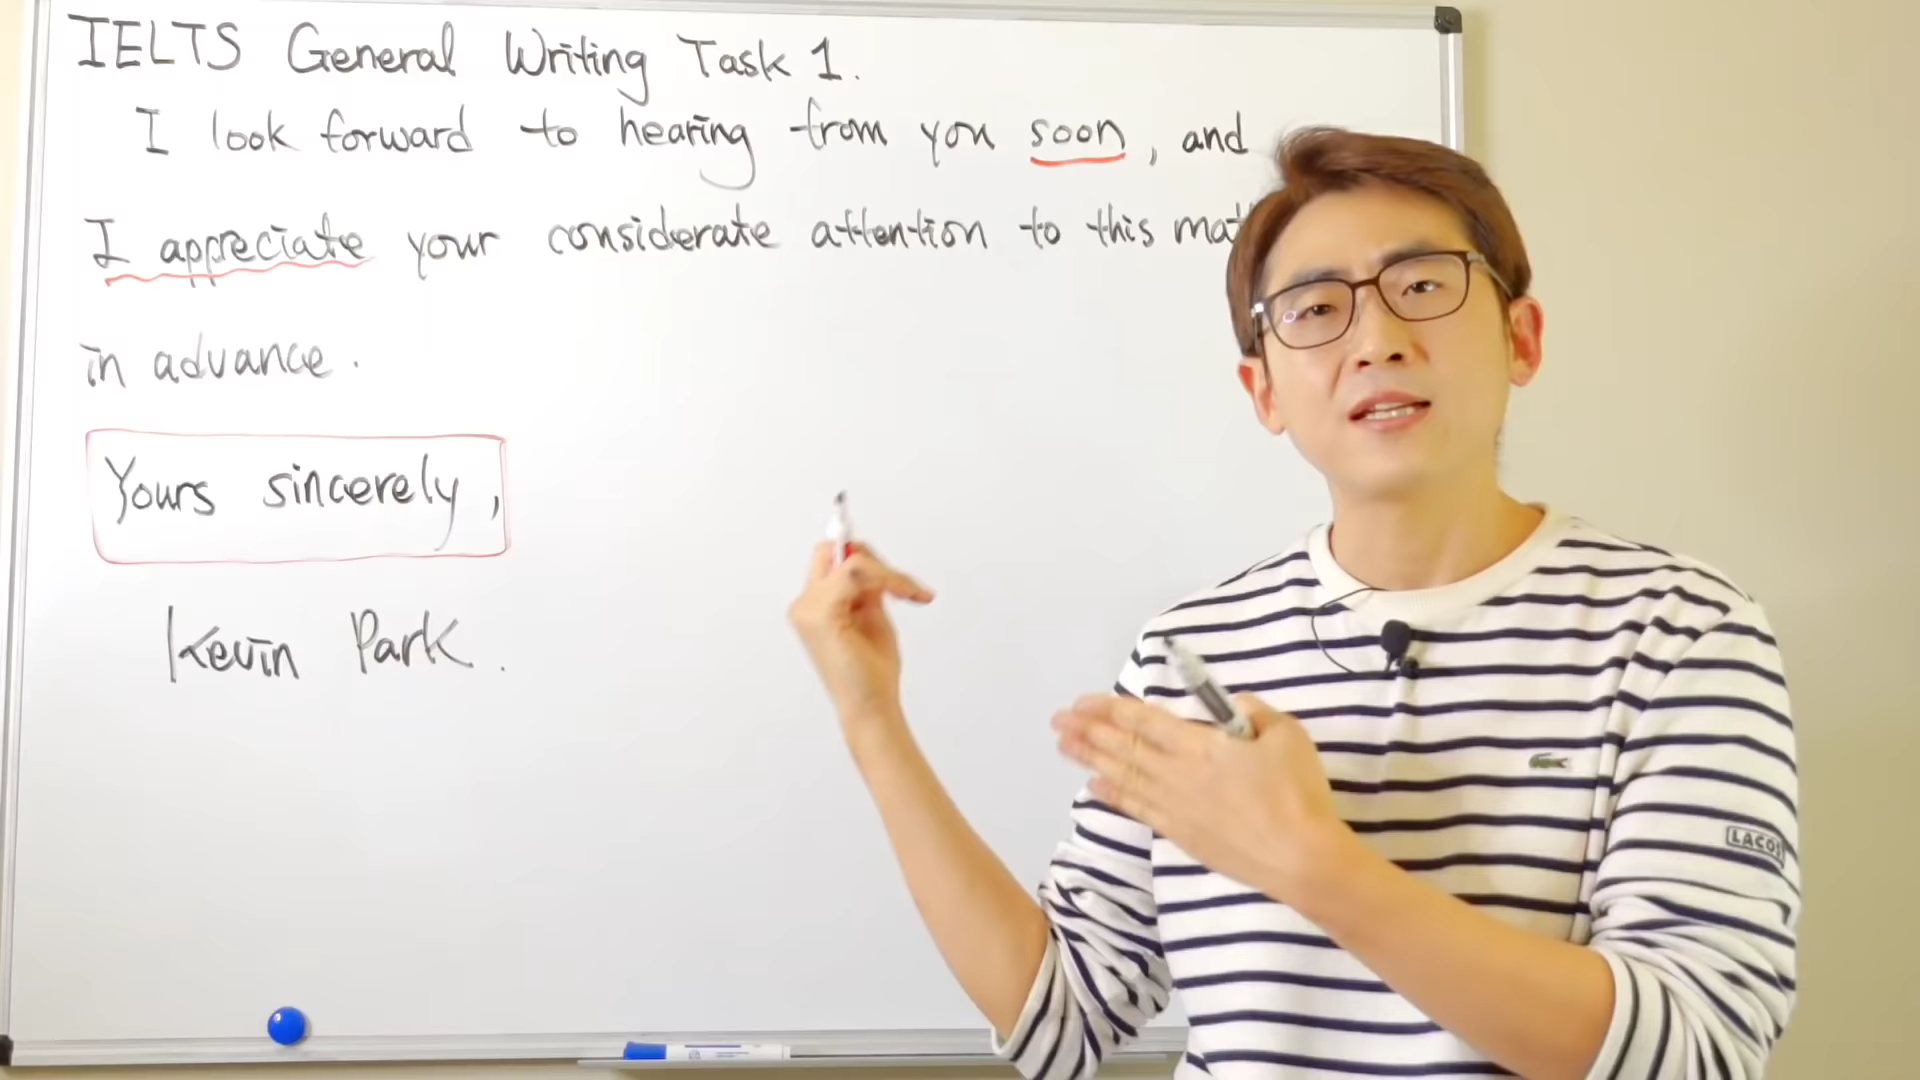 IELTS General Writing Task 1.
I look forward to hearing from you soon, and
I appreciate your considerate attention to this
in advance.
Yours sincerely,
Kevin Park.